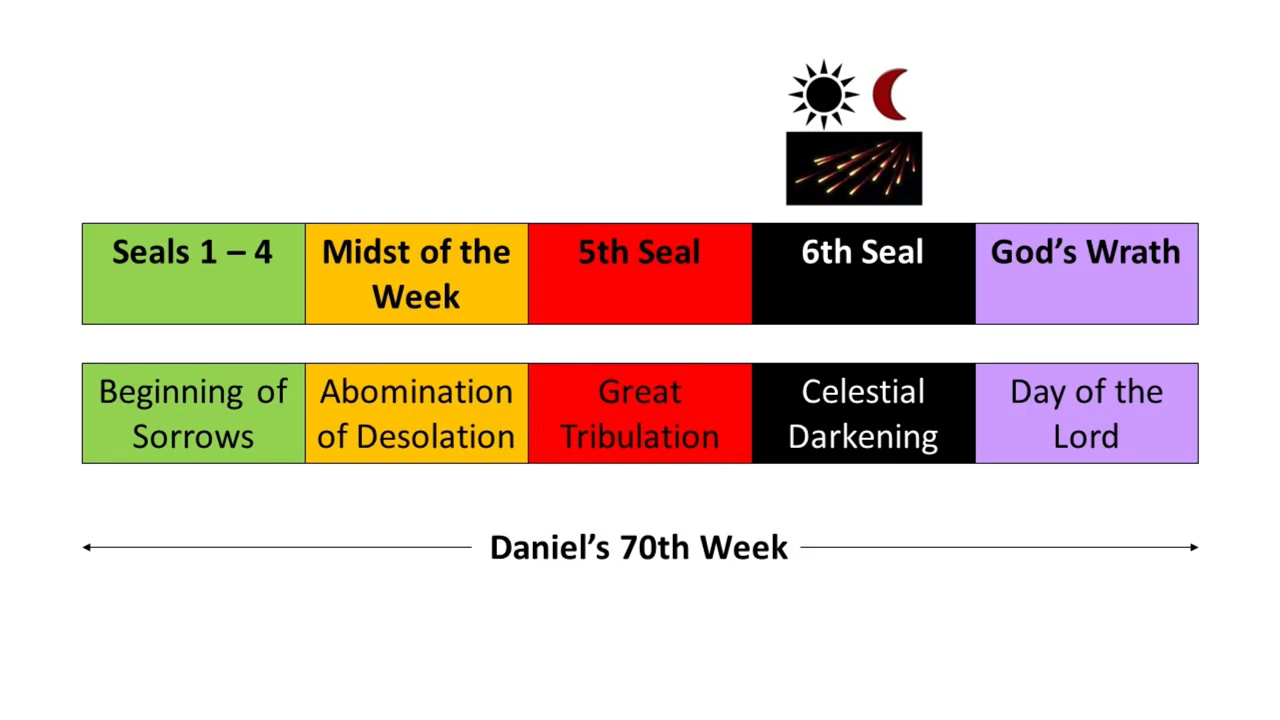 Seals 1 – 4
Midst of the
Week
5th Seal
6th Seal
God’s Wrath
Beginning of
Sorrows
Abomination
of Desolation
Great
Tribulation
Celestial
Darkening
Day of the
Lord
Daniel’s 70th Week